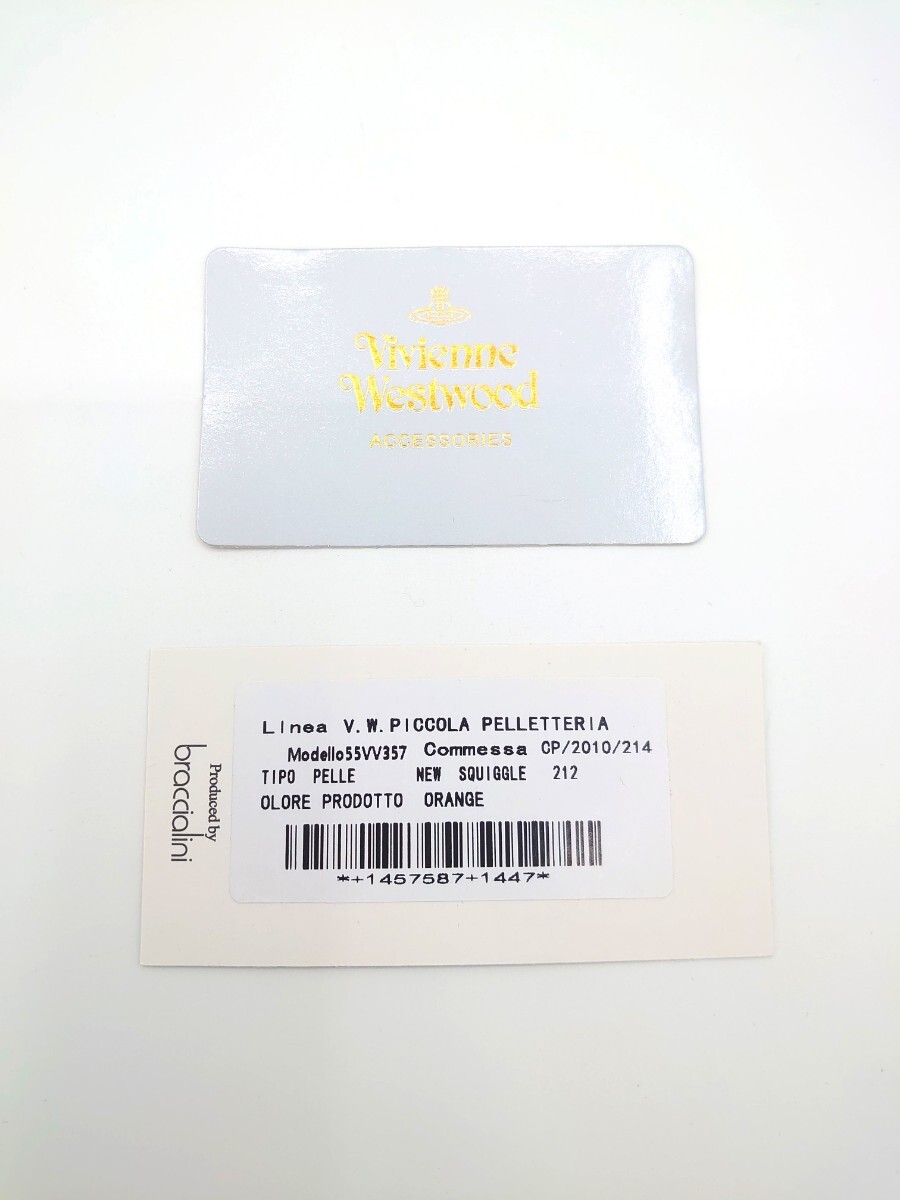 Vivienne
Westwood
ACCESSORIES
Produced by
braccialini
Linea V.W.PICCOLA PELLETTERIA
Modello55VV357 Commessa CP/2010/214
TIPO PELLE NEW SQUIGGLE 212
OLORE PRODOTTO ORANGE
*+1457587+1447*